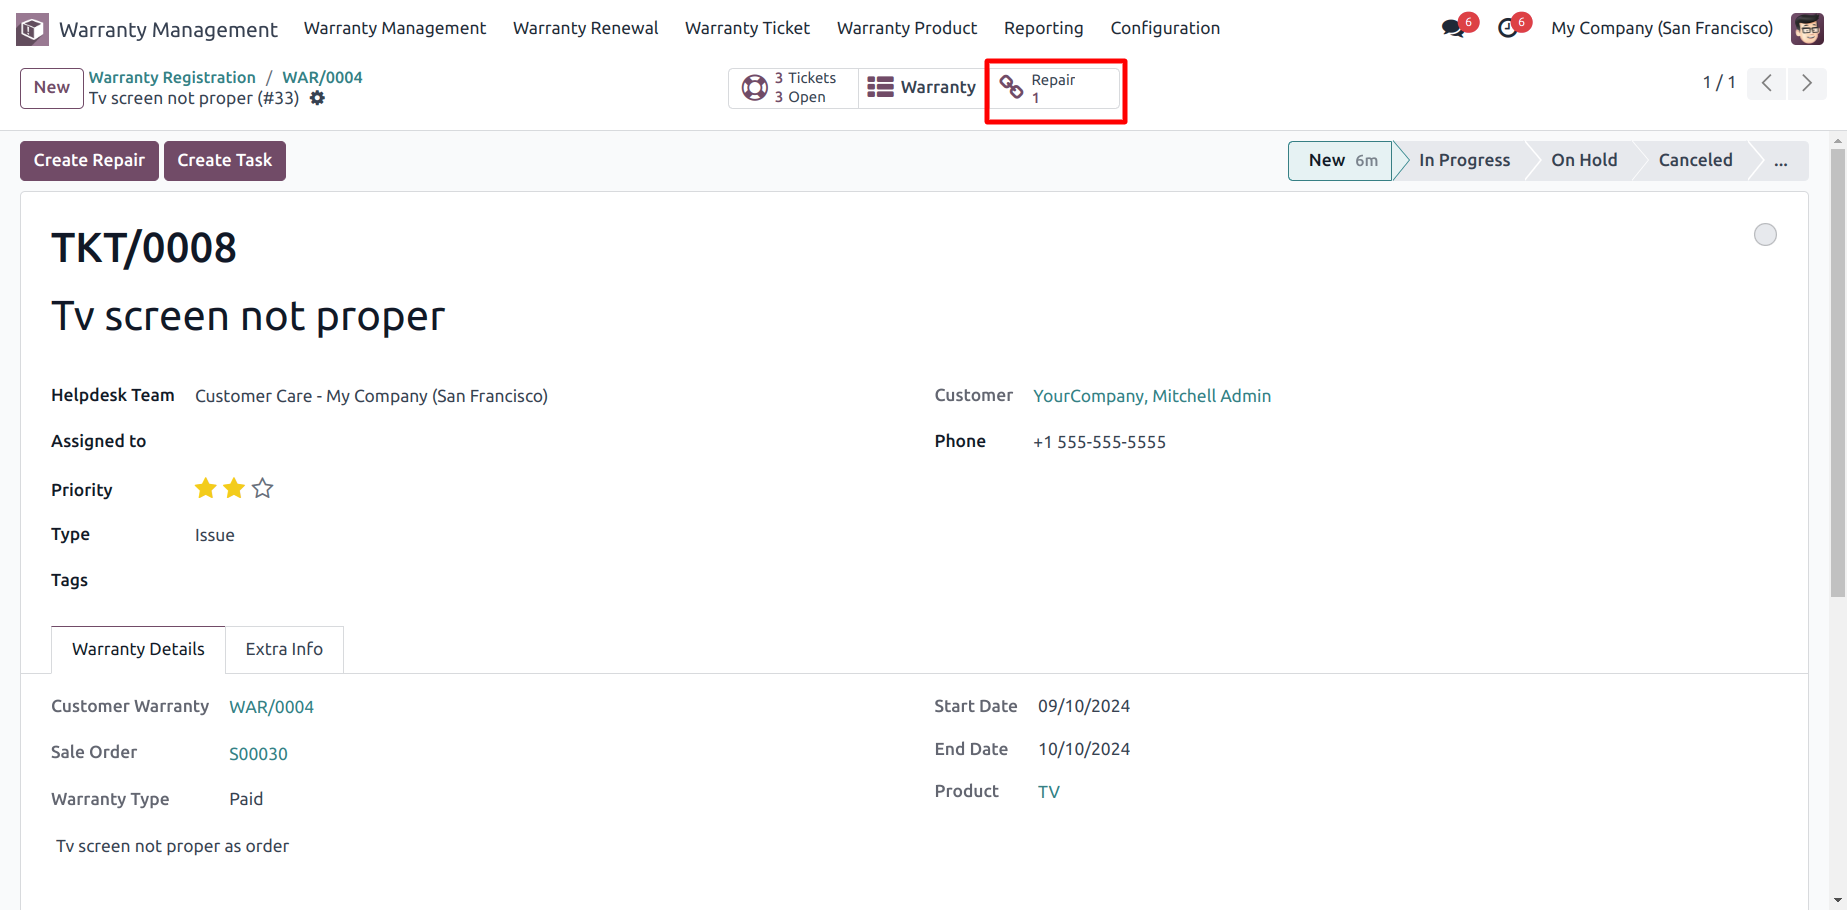 Warranty Management Warranty Management Warranty Renewal Warranty Ticket Warranty Product Reporting Configuration 6 6 My Company (San Francisco)
New Warranty Registration / WAR/0004
Tv screen not proper (#33)
3 Tickets
3 Open
Warranty
Repair
1
1 / 1
Create Repair Create Task New 6m In Progress On Hold Canceled ...
TKT/0008
Tv screen not proper
Helpdesk Team Customer Care - My Company (San Francisco) Customer YourCompany, Mitchell Admin
Assigned to Phone +1 555-555-5555
Priority
Type Issue
Tags
Warranty Details Extra Info
Customer Warranty WAR/0004 Start Date 09/10/2024
Sale Order S00030 End Date 10/10/2024
Warranty Type Paid Product TV
Tv screen not proper as order